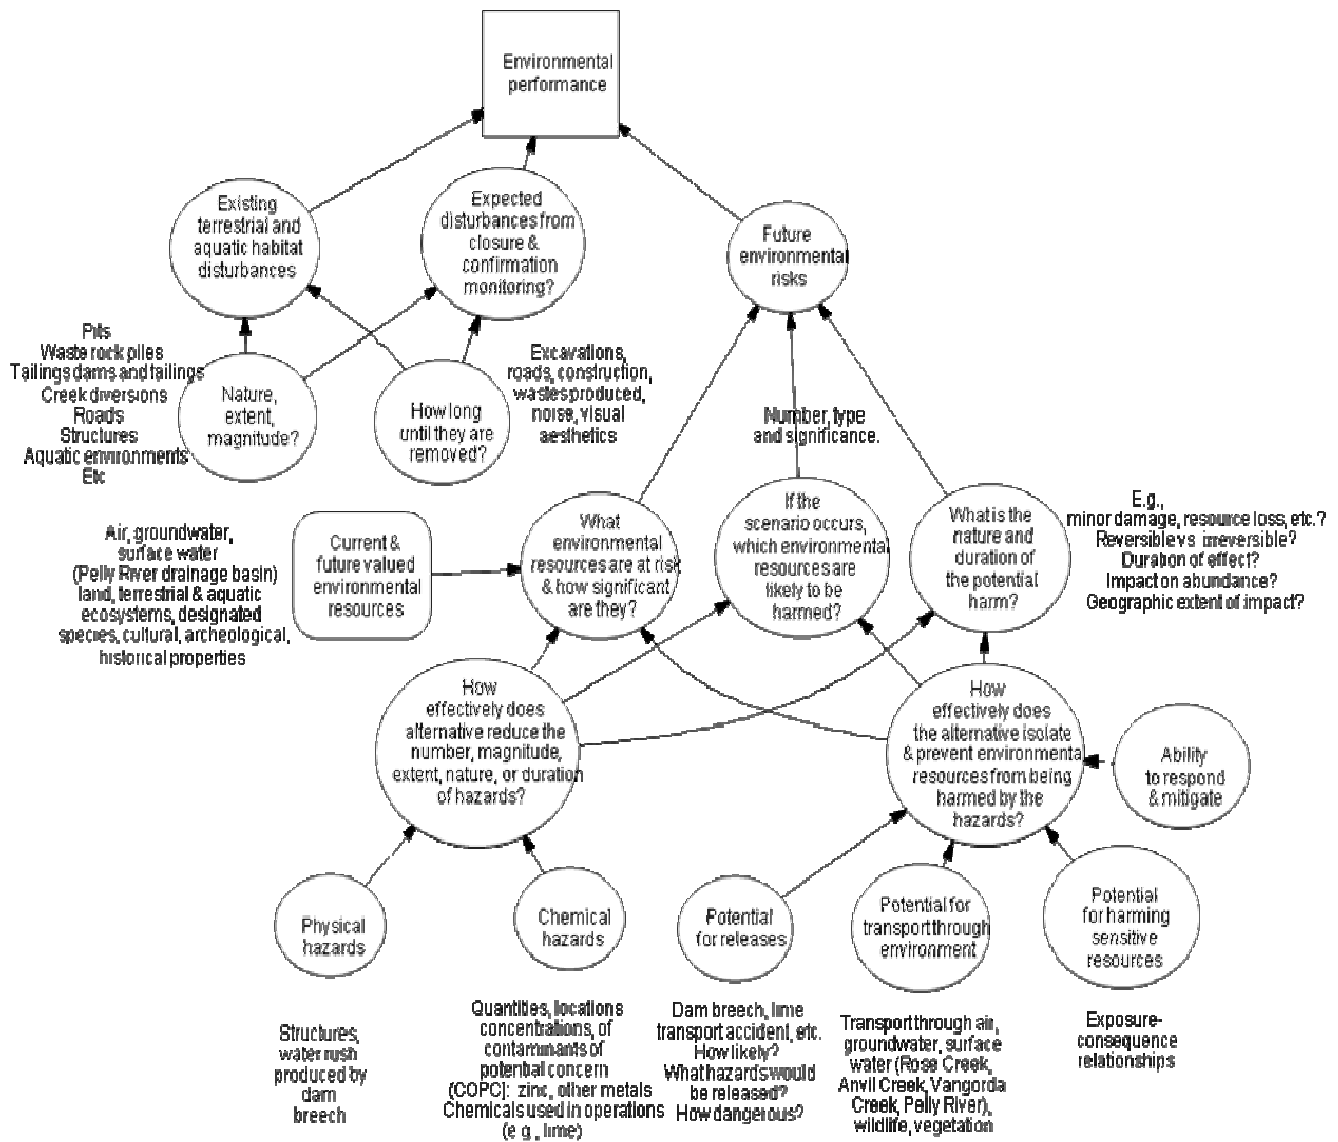 Environmental
performance
Existing
terrestrial and
aquatic habitat
disturbances
Expected
disturbances from
closure &
confirmation
monitoring?
Future
environmental
risks
Pits
Waste rock piles
Tailings dams and tailings
Creek diversions
Roads
Structures
Aquatic environments
Etc
Nature,
extent,
magnitude?
How long
until they are
removed?
Excavations,
roads, construction,
wastes produced,
noise, visual
aesthetics
Number, type
and significance.
Air, groundwater,
surface water
(Pelly River drainage basin)
land, terrestrial & aquatic
ecosystems, designated
species, cultural, archeological,
historical properties
Current &
future valued
environmental
resources
What
environmental
resources are at risk
& how significant
are they?
If the
scenario occurs,
which environmental
resources are
likely to be
harmed?
What is the
nature and
duration of
the potential
harm?
E.g.,
minor damage, resource loss, etc.?
Reversible vs irreversible?
Duration of effect?
Impact on abundance?
Geographic extent of impact?
How
effectively does
alternative reduce the
number, magnitude,
extent, nature, or duration
of hazards?
How
effectively does
the alternative isolate
& prevent environmenta
resources from being
harmed by the
hazards?
Ability
to respond
& mitigate
Physical
hazards
Chemical
hazards
Potential
for releases
Potential for
transport through
environment
Potential
for harming
sensitive
resources
Structures,
water rush
produced by
dam
breech
Quantities, locations
concentrations, of
contaminants of
potential concern
(COPC): zinc, other metals
Chemicals used in operations
(e.g., lime)
Dam breech, lime
transport accident, etc.
How likely?
What hazards would
be released?
How dangerous?
Transport through air,
groundwater, surface
water (Rose Creek,
Anvil Creek, Vangorda
Creek, Pelly River),
wildlife, vegetation
Exposure-
consequence
relationships